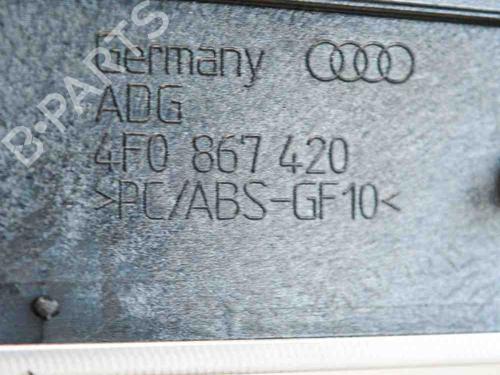 Germany
ADG
4F0 867 420
>PC/ABS-GF10<
B-PARTS